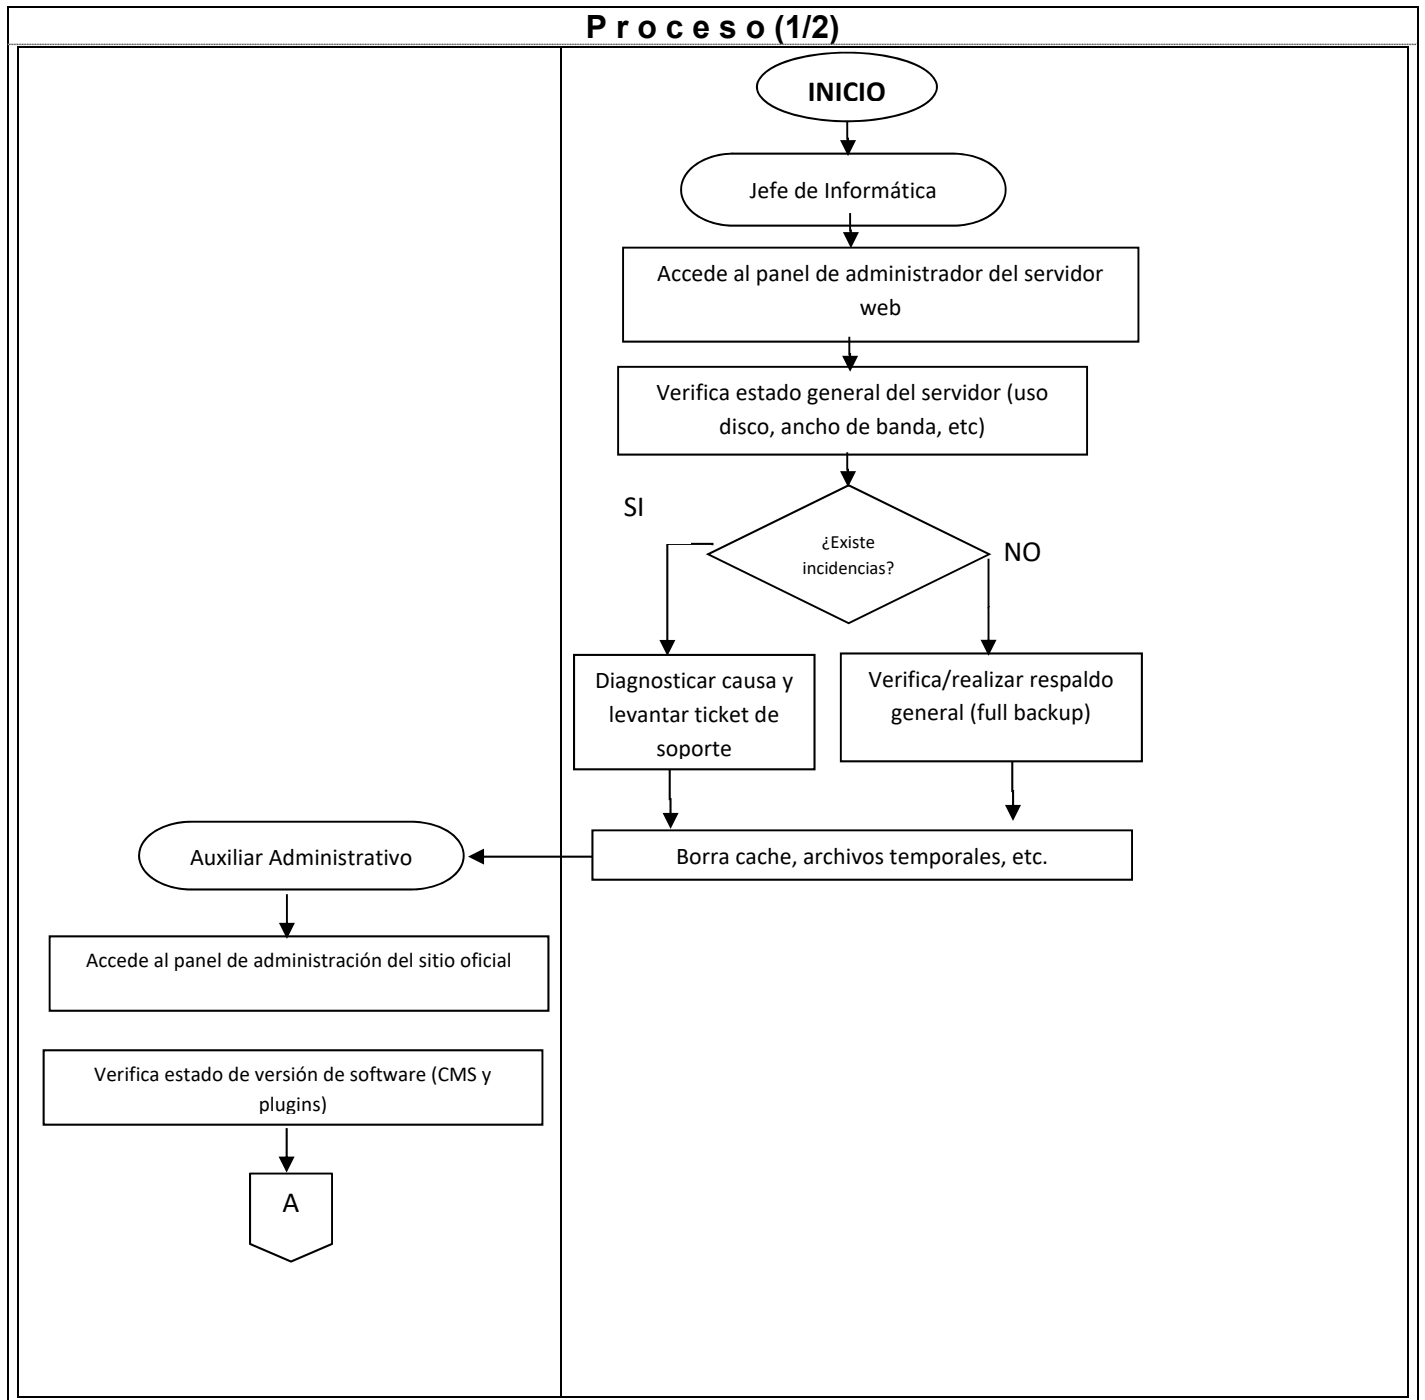 P r o c e s o (1/2)
INICIO
Jefe de Informática
Accede al panel de administrador del servidor
web
Verifica estado general del servidor (uso
disco, ancho de banda, etc)
SI
¿Existe
incidencias?
NO
Diagnosticar causa y
levantar ticket de
soporte
Verifica/realizar respaldo
general (full backup)
Borra cache, archivos temporales, etc.
Auxiliar Administrativo
Accede al panel de administración del sitio oficial
Verifica estado de versión de software (CMS y
plugins)
A